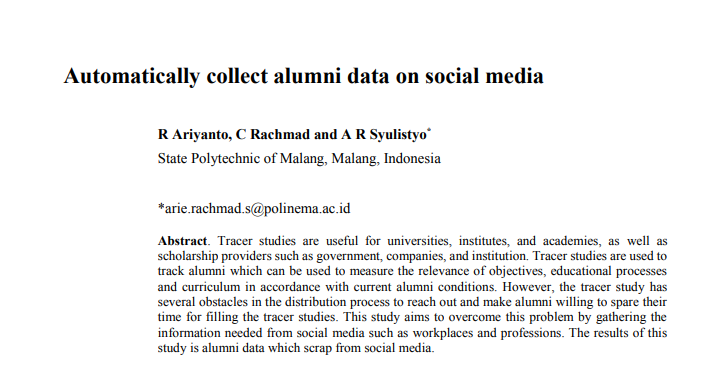 Automatically collect alumni data on social media
R Ariyanto, C Rachmad and A R Syulistyo*
State Polytechnic of Malang, Malang, Indonesia
*arie.rachmad.s@polinema.ac.id
Abstract. Tracer studies are useful for universities, institutes, and academies, as well as
scholarship providers such as government, companies, and institution. Tracer studies are used to
track alumni which can be used to measure the relevance of objectives, educational processes
and curriculum in accordance with current alumni conditions. However, the tracer study has
several obstacles in the distribution process to reach out and make alumni willing to spare their
time for filling the tracer studies. This study aims to overcome this problem by gathering the
information needed from social media such as workplaces and professions. The results of this
study is alumni data which scrap from social media.